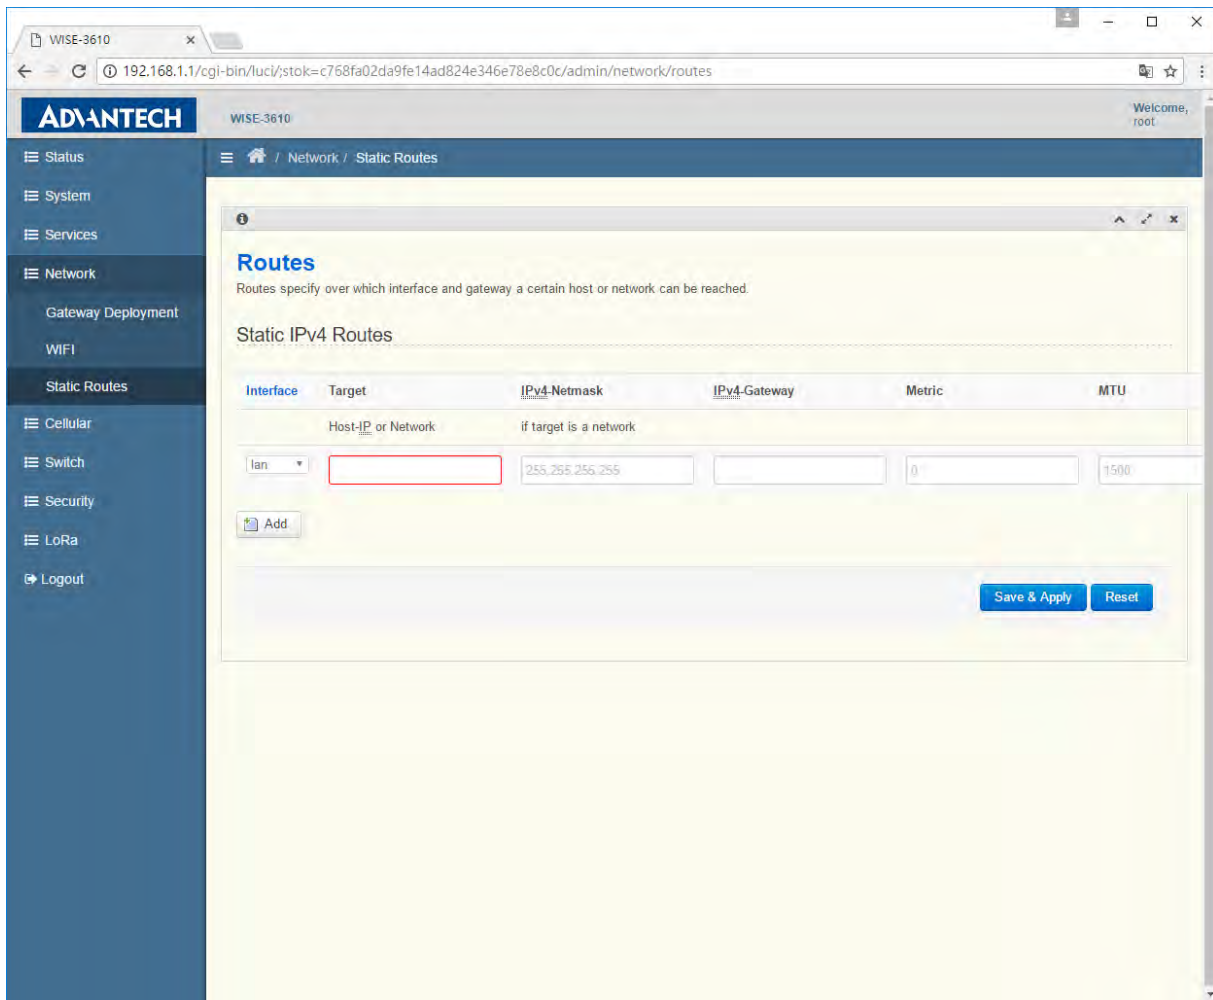 WISE-3610
192.168.1.1/cgi-bin/luci/;stok=c768fa02da9fe14ad824e346e78e8c0c/admin/network/routes
ADVANTECH
WISE-3610
Welcome,
root
Status
/ Network / Static Routes
System
Services
Network
Gateway Deployment
WIFI
Static Routes
Cellular
Switch
Security
LoRa
Logout
Routes
Routes specify over which interface and gateway a certain host or network can be reached.
Static IPv4 Routes
Interface Target IPv4-Netmask IPv4-Gateway Metric MTU
Host-IP or Network if target is a network
lan 255.255.255.255 0 1500
Add
Save & Apply Reset